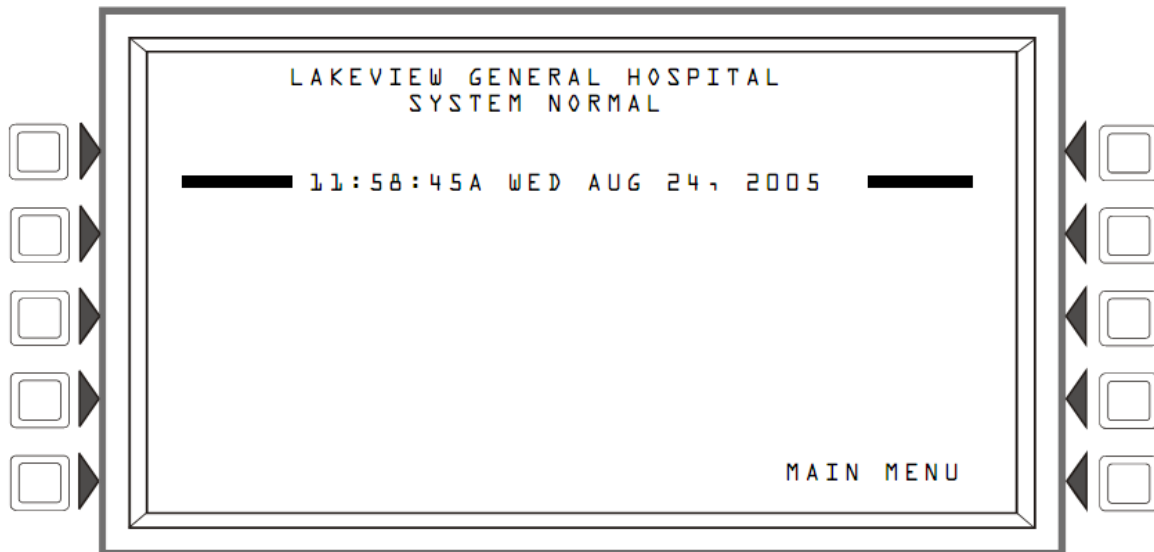 LAKEVIEW GENERAL HOSPITAL
SYSTEM NORMAL
11:58:45A WED AUG 24, 2005
MAIN MENU